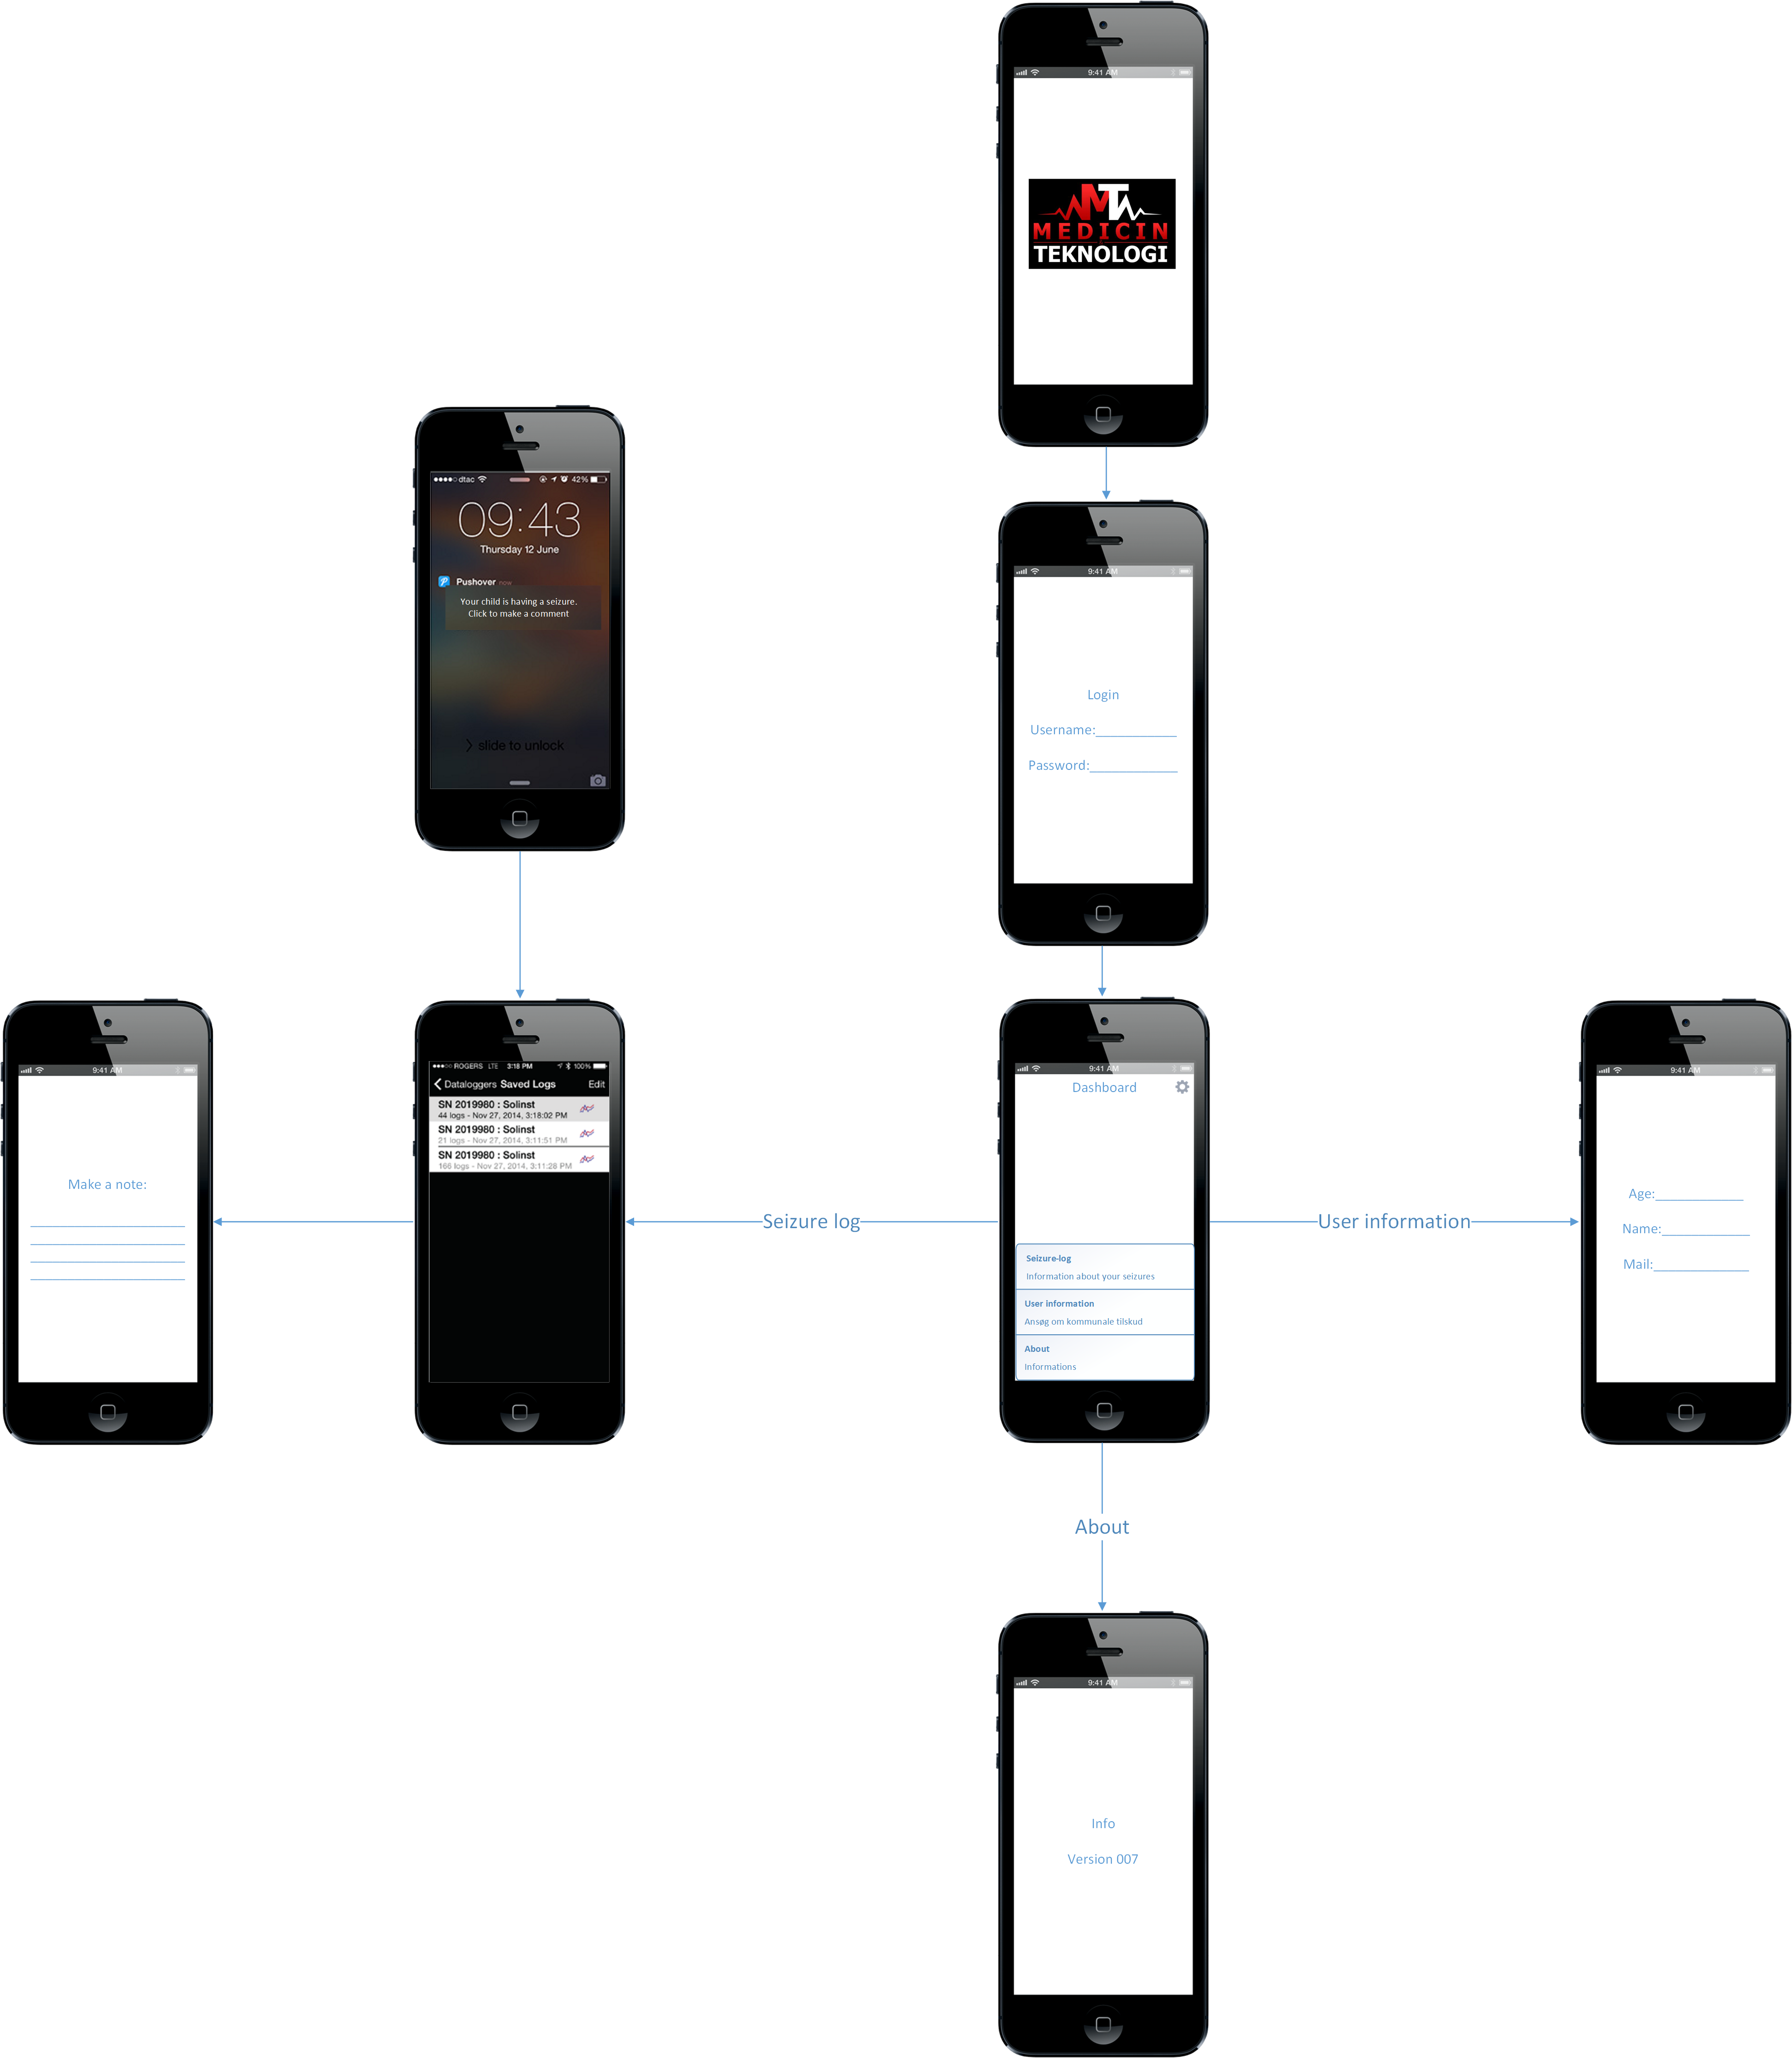 9:41 AM
MT
MEDICIN
TEKNOLOGI
dtac 42%
09:43
Thursday 12 June
Pushover now
Your child is having a seizure.
Click to make a comment
slide to unlock
9:41 AM
Login
Username:____________
Password:_____________
9:41 AM
Make a note:
ROGERS LTE 3:18 PM 100%
Dataloggers Saved Logs Edit
SN 2019980 : Solinst
44 logs - Nov 27, 2014, 3:18:02 PM
SN 2019980 : Solinst
21 logs - Nov 27, 2014, 3:11:51 PM
SN 2019980 : Solinst
166 logs - Nov 27, 2014, 3:11:28 PM
Seizure log
9:41 AM
Dashboard
Seizure-log
Information about your seizures
User information
Ansøg om kommunale tilskud
About
Informations
User information
9:41 AM
Age:_____________
Name:_____________
Mail:______________
About
9:41 AM
Info
Version 007